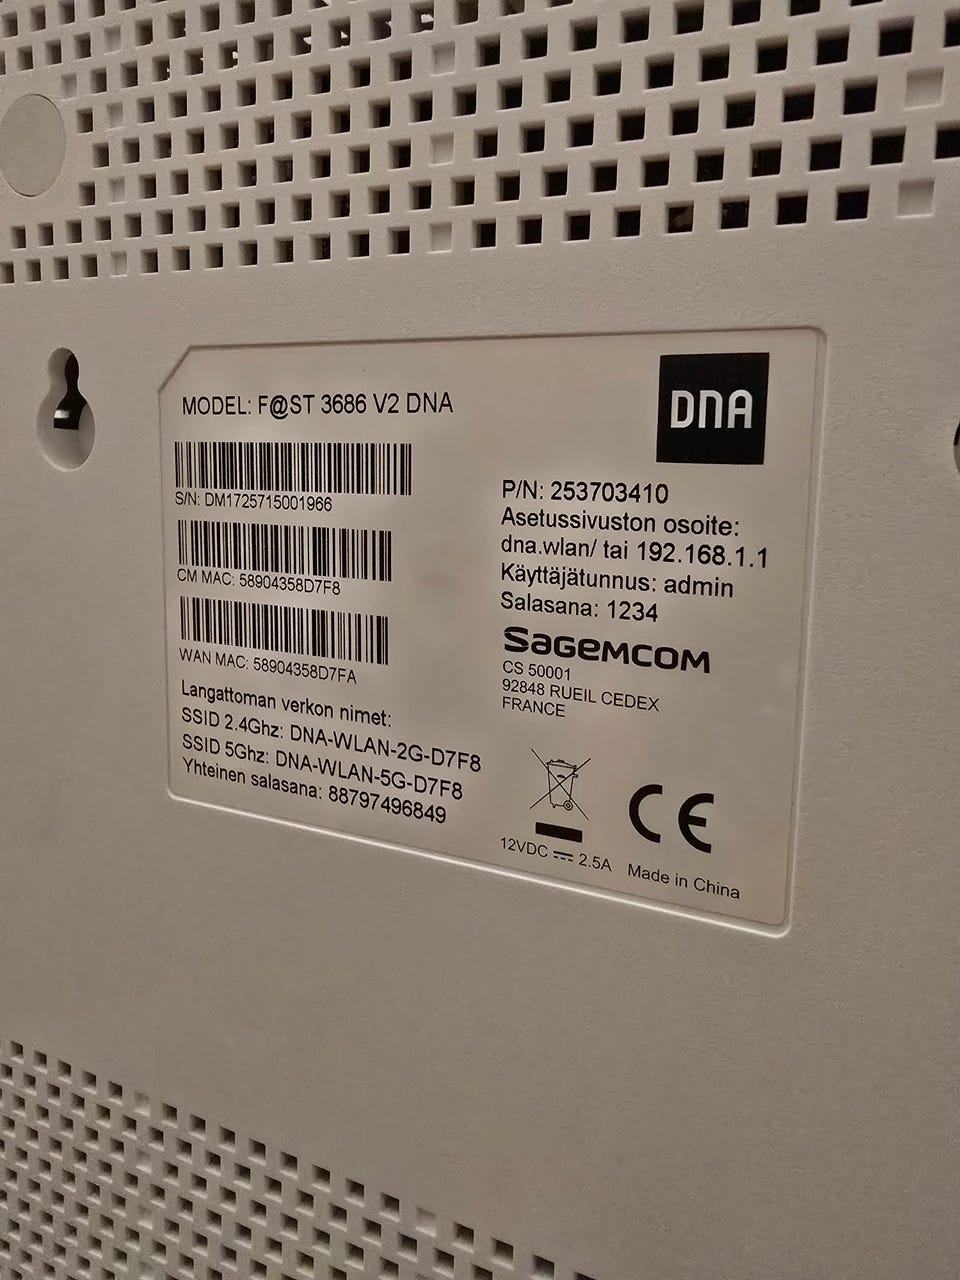 MODEL: F@ST 3686 V2 DNA
DNA
S/N: DM1725715001966
CM MAC: 58904358D7F8
WAN MAC: 58904358D7FA
Langattoman verkon nimet:
SSID 2.4Ghz: DNA-WLAN-2G-D7F8
SSID 5Ghz: DNA-WLAN-5G-D7F8
Yhteinen salasana: 88797496849
P/N: 253703410
Asetussivuston osoite:
dna.wlan/ tai 192.168.1.1
Käyttäjätunnus: admin
Salasana: 1234
SAGEMCOM
CS 50001
92848 RUEIL CEDEX
FRANCE
CE
12VDC ⎓ 2.5A
Made in China